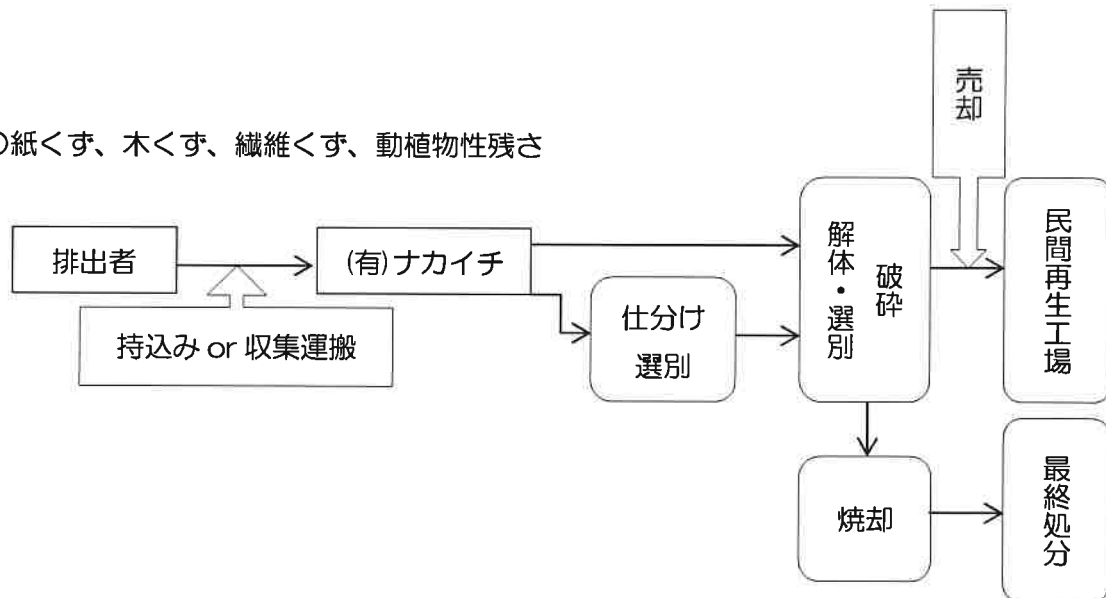 売却
紙くず、木くず、繊維くず、動植物性残さ
排出者
(有)ナカイチ
持込み or 収集運搬
仕分け
選別
破砕
解体・選別
民間再生工場
焼却
最終処分